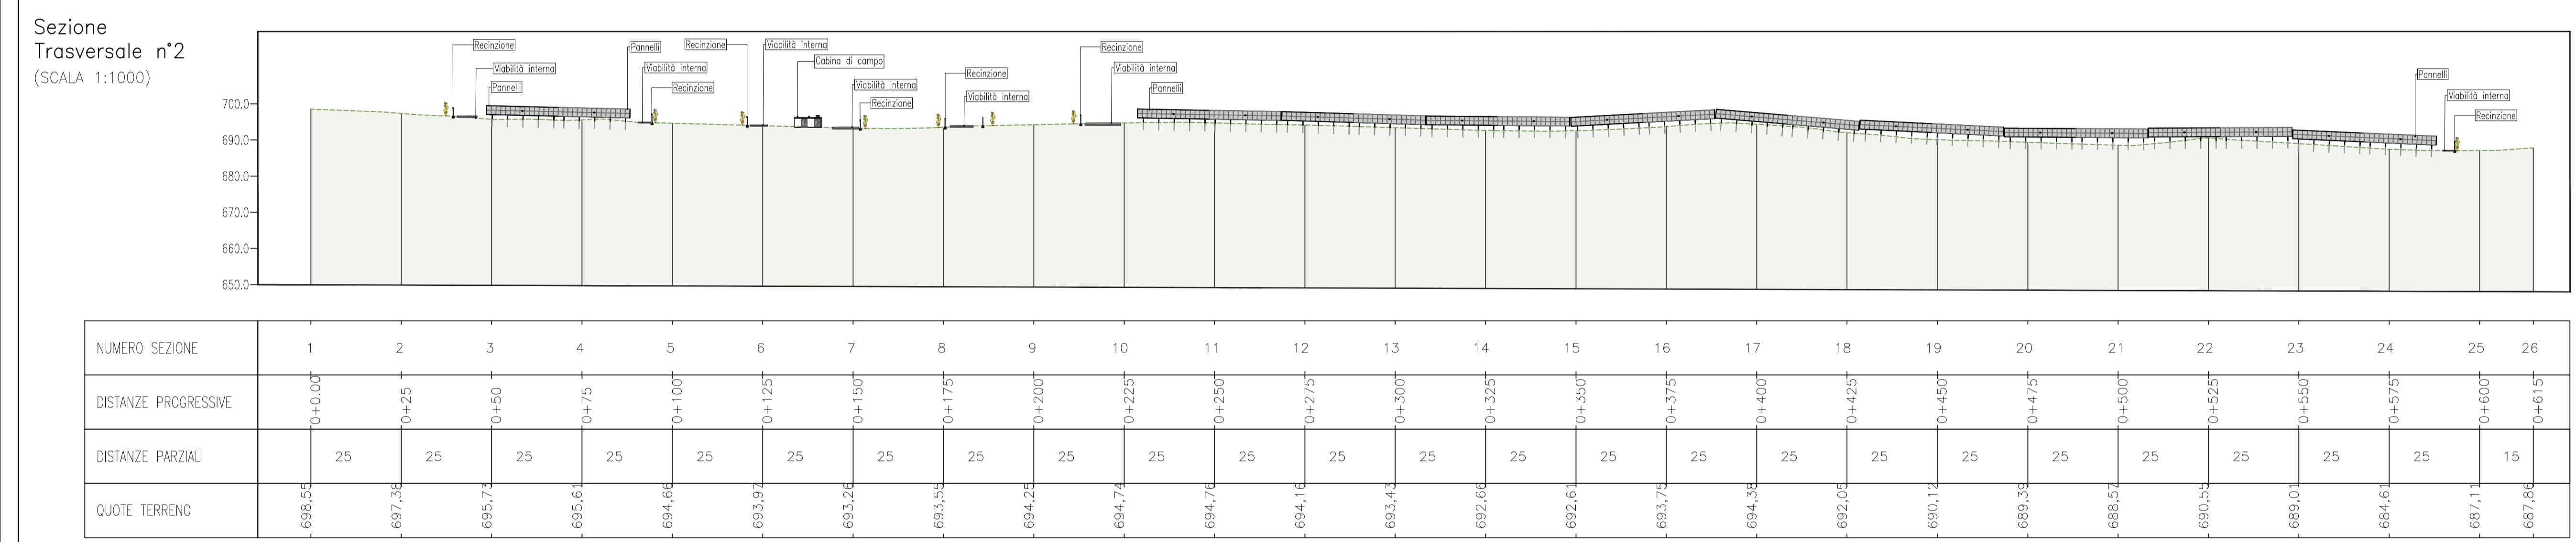 Sezione
Trasversale n°2
(SCALA 1:1000)
Recinzione
Viabilità interna
Pannelli
Pannelli
Viabilità interna
Recinzione
Recinzione
Viabilità interna
Cabina di campo
Viabilità interna
Recinzione
Recinzione
Viabilità interna
Recinzione
Viabilità interna
Pannelli
Pannelli
Viabilità interna
Recinzione
700.0
690.0
680.0
670.0
660.0
650.0
NUMERO SEZIONE 1 2 3 4 5 6 7 8 9 10 11 12 13 14 15 16 17 18 19 20 21 22 23 24 25 26
DISTANZE PROGRESSIVE 0+0.00 0+25 0+50 0+75 0+100 0+125 0+150 0+175 0+200 0+225 0+250 0+275 0+300 0+325 0+350 0+375 0+400 0+425 0+450 0+475 0+500 0+525 0+550 0+575 0+600 0+615
DISTANZE PARZIALI 25 25 25 25 25 25 25 25 25 25 25 25 25 25 25 25 25 25 25 25 25 25 25 25 15
QUOTE TERRENO 698,55 697,38 695,73 695,61 694,66 693,97 693,26 693,53 694,25 694,74 694,76 694,16 693,43 692,66 692,61 693,75 694,38 692,05 690,12 689,39 688,57 690,55 689,01 684,61 687,11 687,86